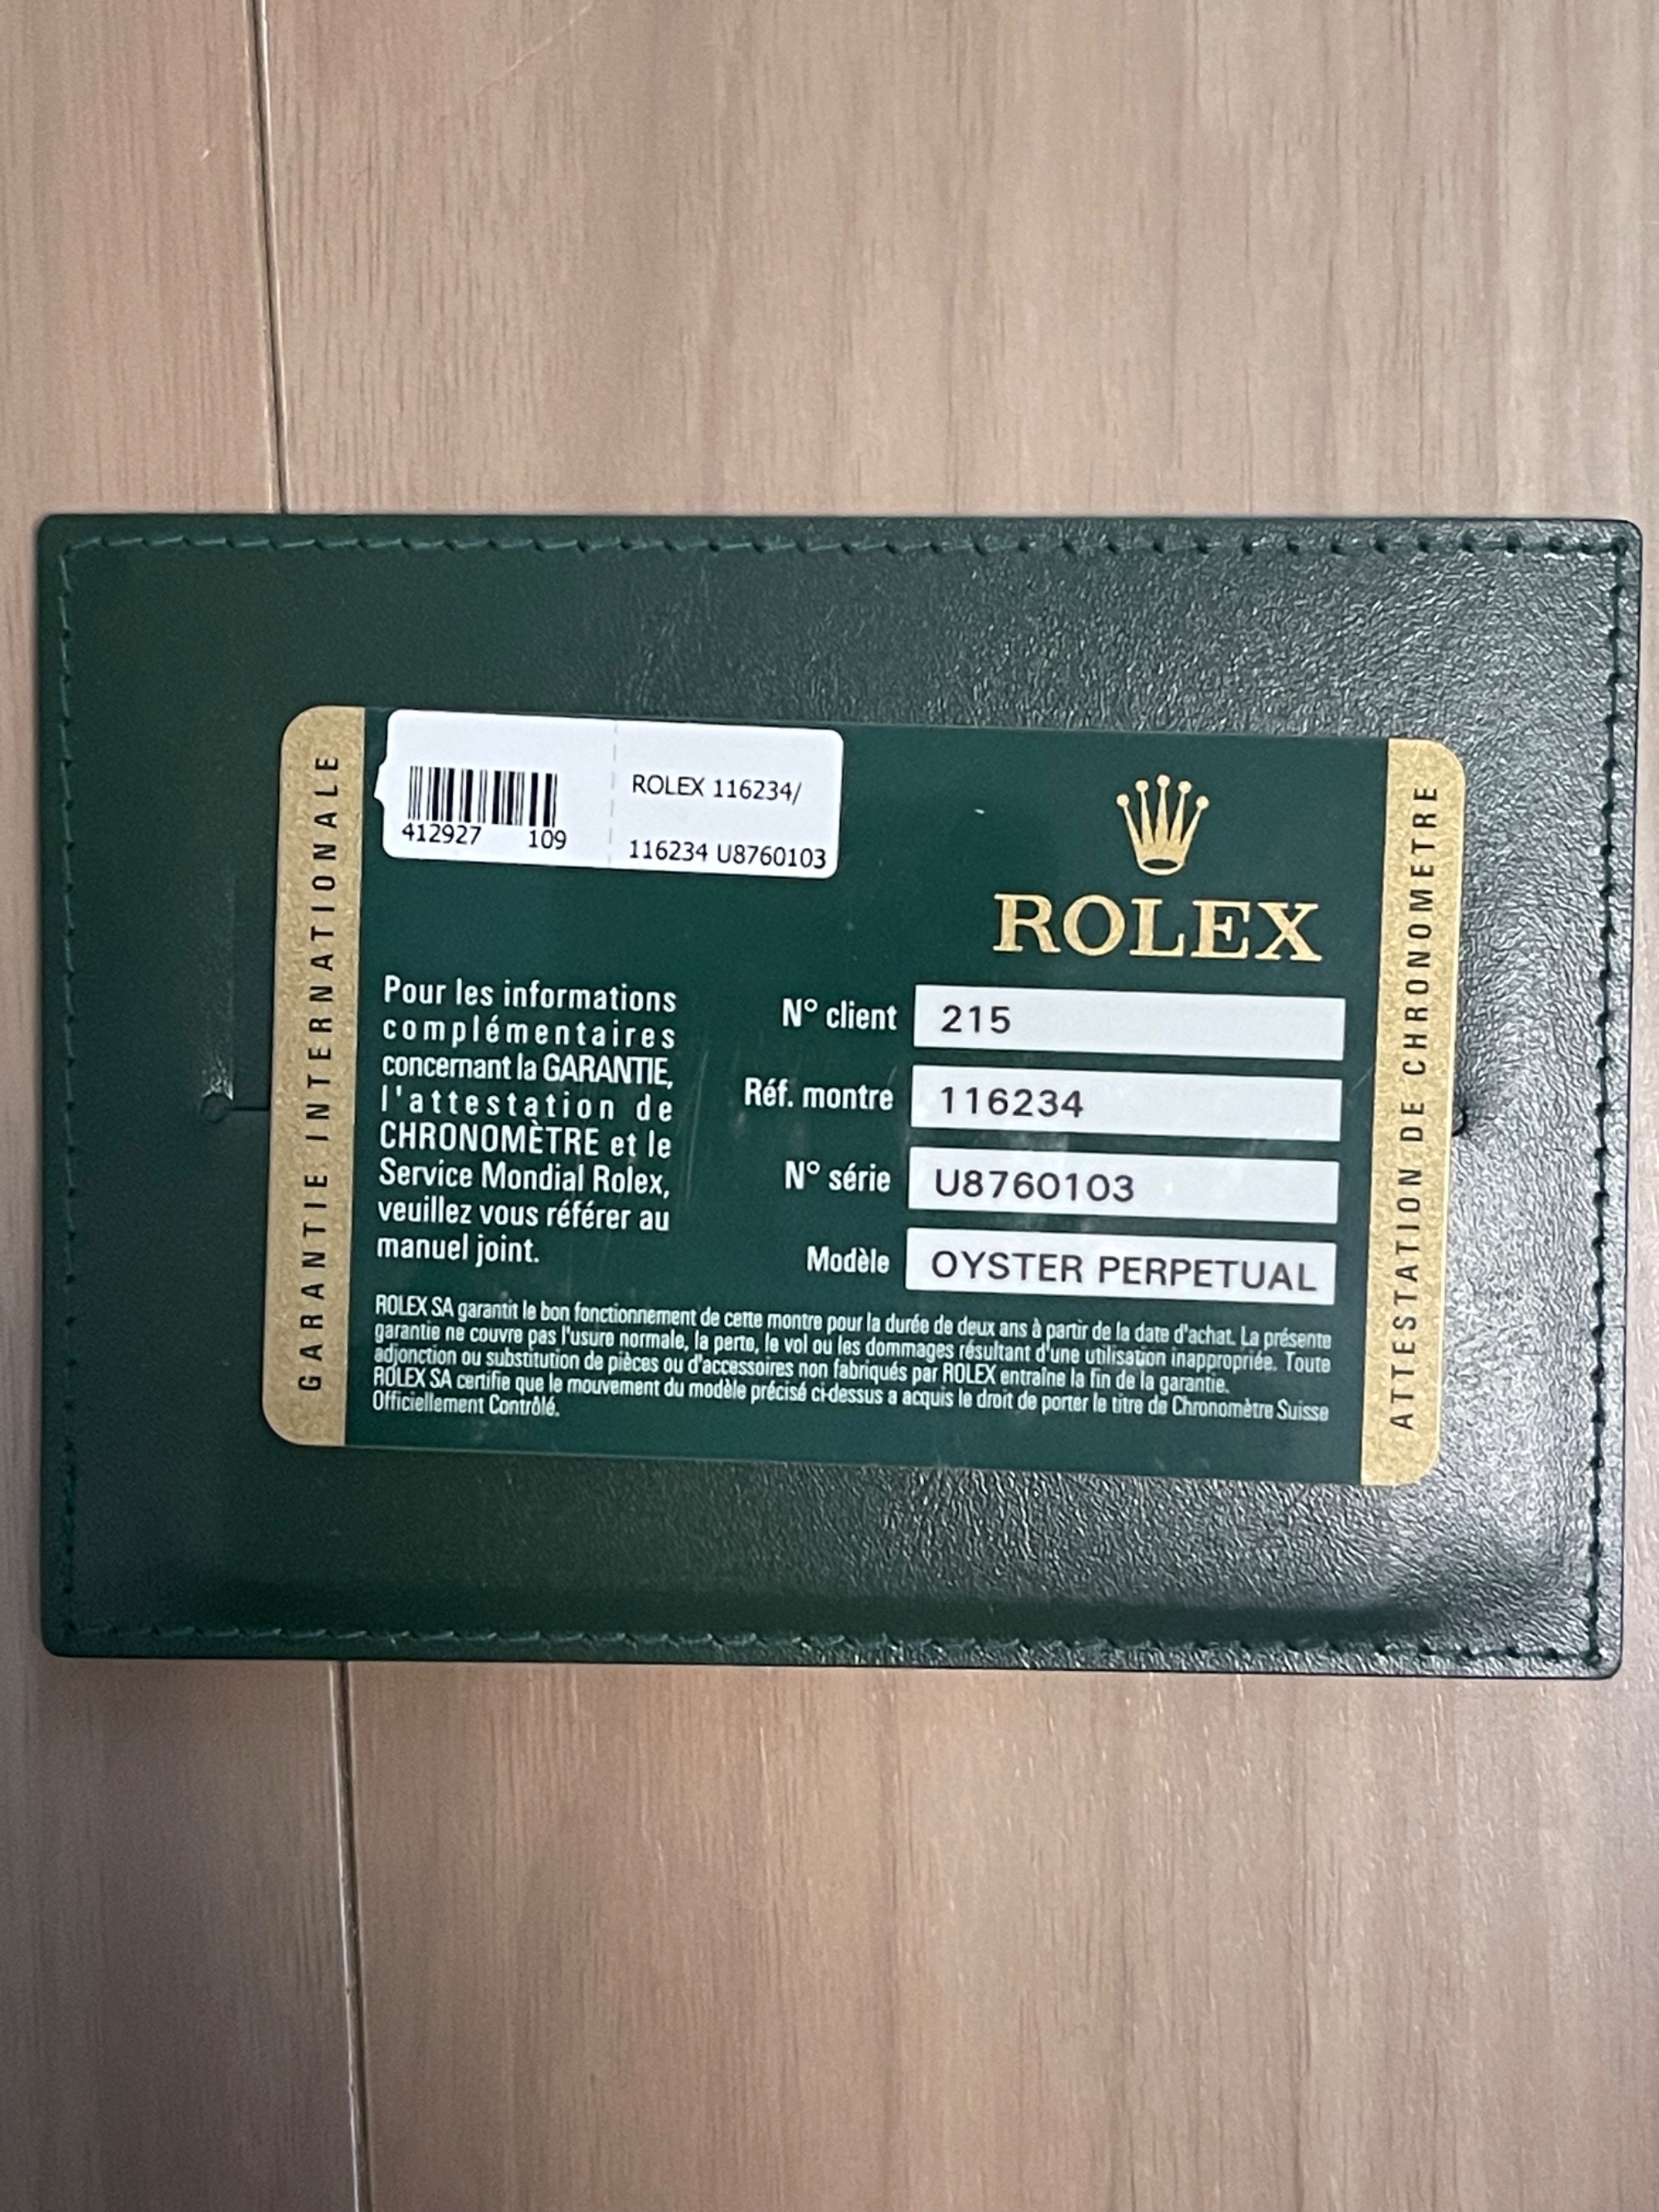 GARANTIE INTERNATIONALE
412927 109
ROLEX 116234/
116234 U8760103
ROLEX
Pour les informations
complémentaires
concernant la GARANTIE,
l'attestation de
CHRONOMÈTRE et le
Service Mondial Rolex,
veuillez vous référer au
manuel joint.
N° client 215
Réf. montre 116234
N° série U8760103
Modèle OYSTER PERPETUAL
ROLEX SA garantit le bon fonctionnement de cette montre pour la durée de deux ans à partir de la date d'achat. La présente
garantie ne couvre pas l'usure normale, la perte, le vol ou les dommages résultant d'une utilisation inappropriée. Toute
adjonction ou substitution de pièces ou d'accessoires non fabriqués par ROLEX entraîne la fin de la garantie.
ROLEX SA certifie que le mouvement du modèle précisé ci-dessus a acquis le droit de porter le titre de Chronomètre Suisse
Officiellement Contrôlé.
ATTESTATION DE CHRONOMETRE